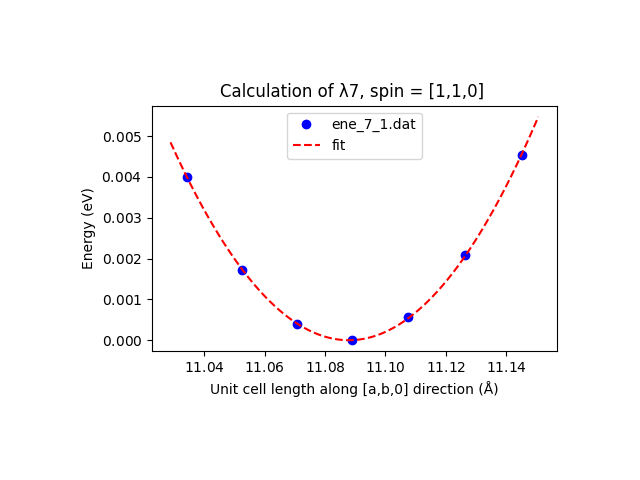 Calculation of λ7, spin = [1,1,0]
ene_7_1.dat
fit
Energy (eV)
0.005
0.004
0.003
0.002
0.001
0.000
11.04 11.06 11.08 11.10 11.12 11.14
Unit cell length along [a,b,0] direction (Å)